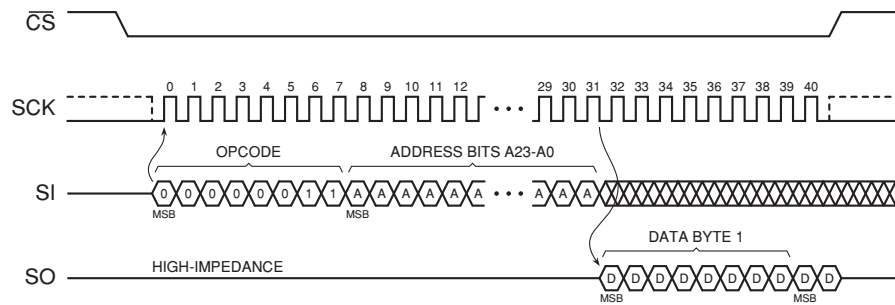 CS
0 1 2 3 4 5 6 7 8 9 10 11 12 29 30 31 32 33 34 35 36 37 38 39 40
SCK
OPCODE ADDRESS BITS A23-A0
SI 0 0 0 0 0 0 1 1 A A A A A A A A A
MSB MSB
DATA BYTE 1
SO HIGH-IMPEDANCE D D D D D D D D D D
MSB MSB